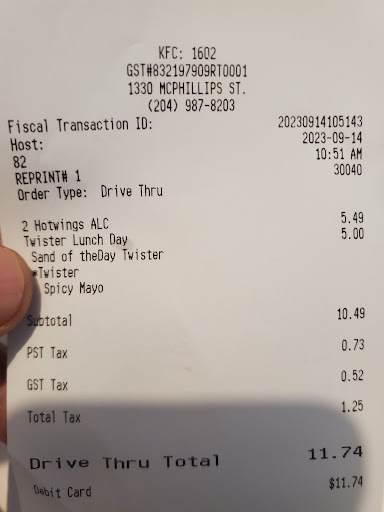 KFC: 1602
GST#832197909RT0001
1330 MCPHILLIPS ST.
(204) 987-8203
Fiscal Transaction ID: 20230914105143
Host: 2023-09-14
82 10:51 AM
REPRINT# 1 30040
Order Type: Drive Thru
2 Hotwings ALC 5.49
Twister Lunch Day 5.00
Sand of theDay Twister
*Twister
Spicy Mayo
Subtotal 10.49
PST Tax 0.73
GST Tax 0.52
Total Tax 1.25
Drive Thru Total 11.74
Debit Card $11.74